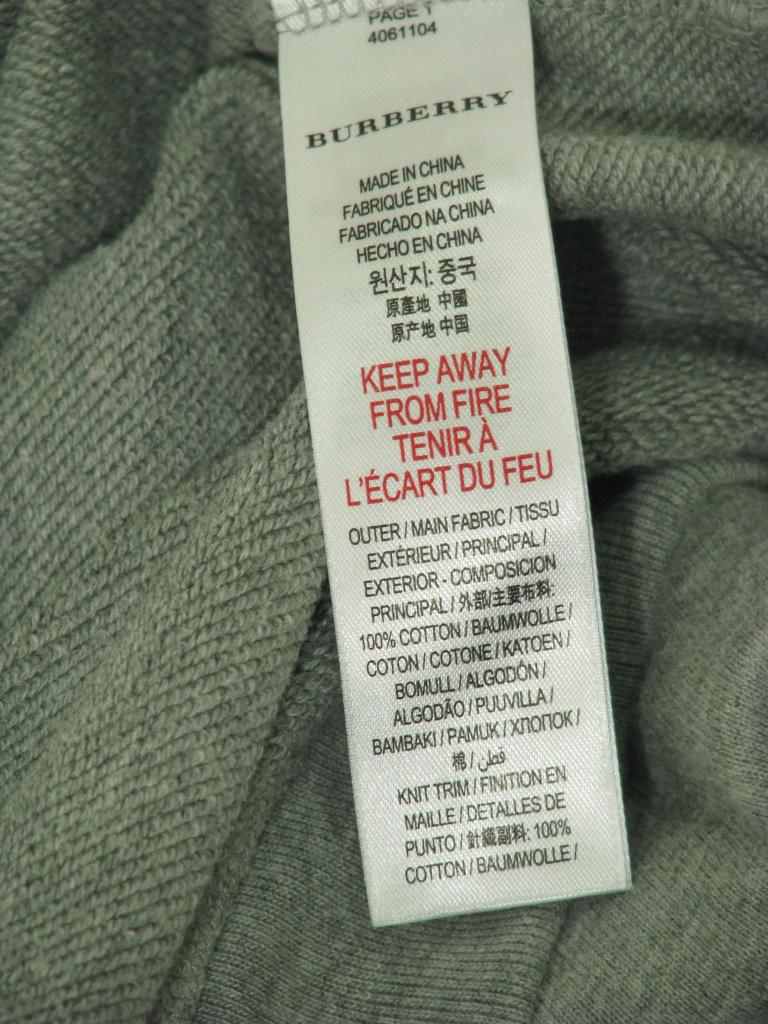 PAGE 1
4061104
BURBERRY
MADE IN CHINA
FABRIQUÉ EN CHINE
FABRICADO NA CHINA
HECHO EN CHINA
원산지: 중국
原產地 中國
原产地 中国
KEEP AWAY
FROM FIRE
TENIR À
L'ÉCART DU FEU
OUTER / MAIN FABRIC / TISSU
EXTÉRIEUR / PRINCIPAL /
EXTERIOR - COMPOSICION
PRINCIPAL / 外部/主要布料:
100% COTTON / BAUMWOLLE /
COTON / COTONE / KATOEN /
BOMULL / ALGODÓN /
ALGODÃO / PUUVILLA /
BAMBAKI / PAMUK / ХЛОПОК /
棉 / قطن
KNIT TRIM / FINITION EN
MAILLE / DETALLES DE
PUNTO / 針織副料: 100%
COTTON / BAUMWOLLE /